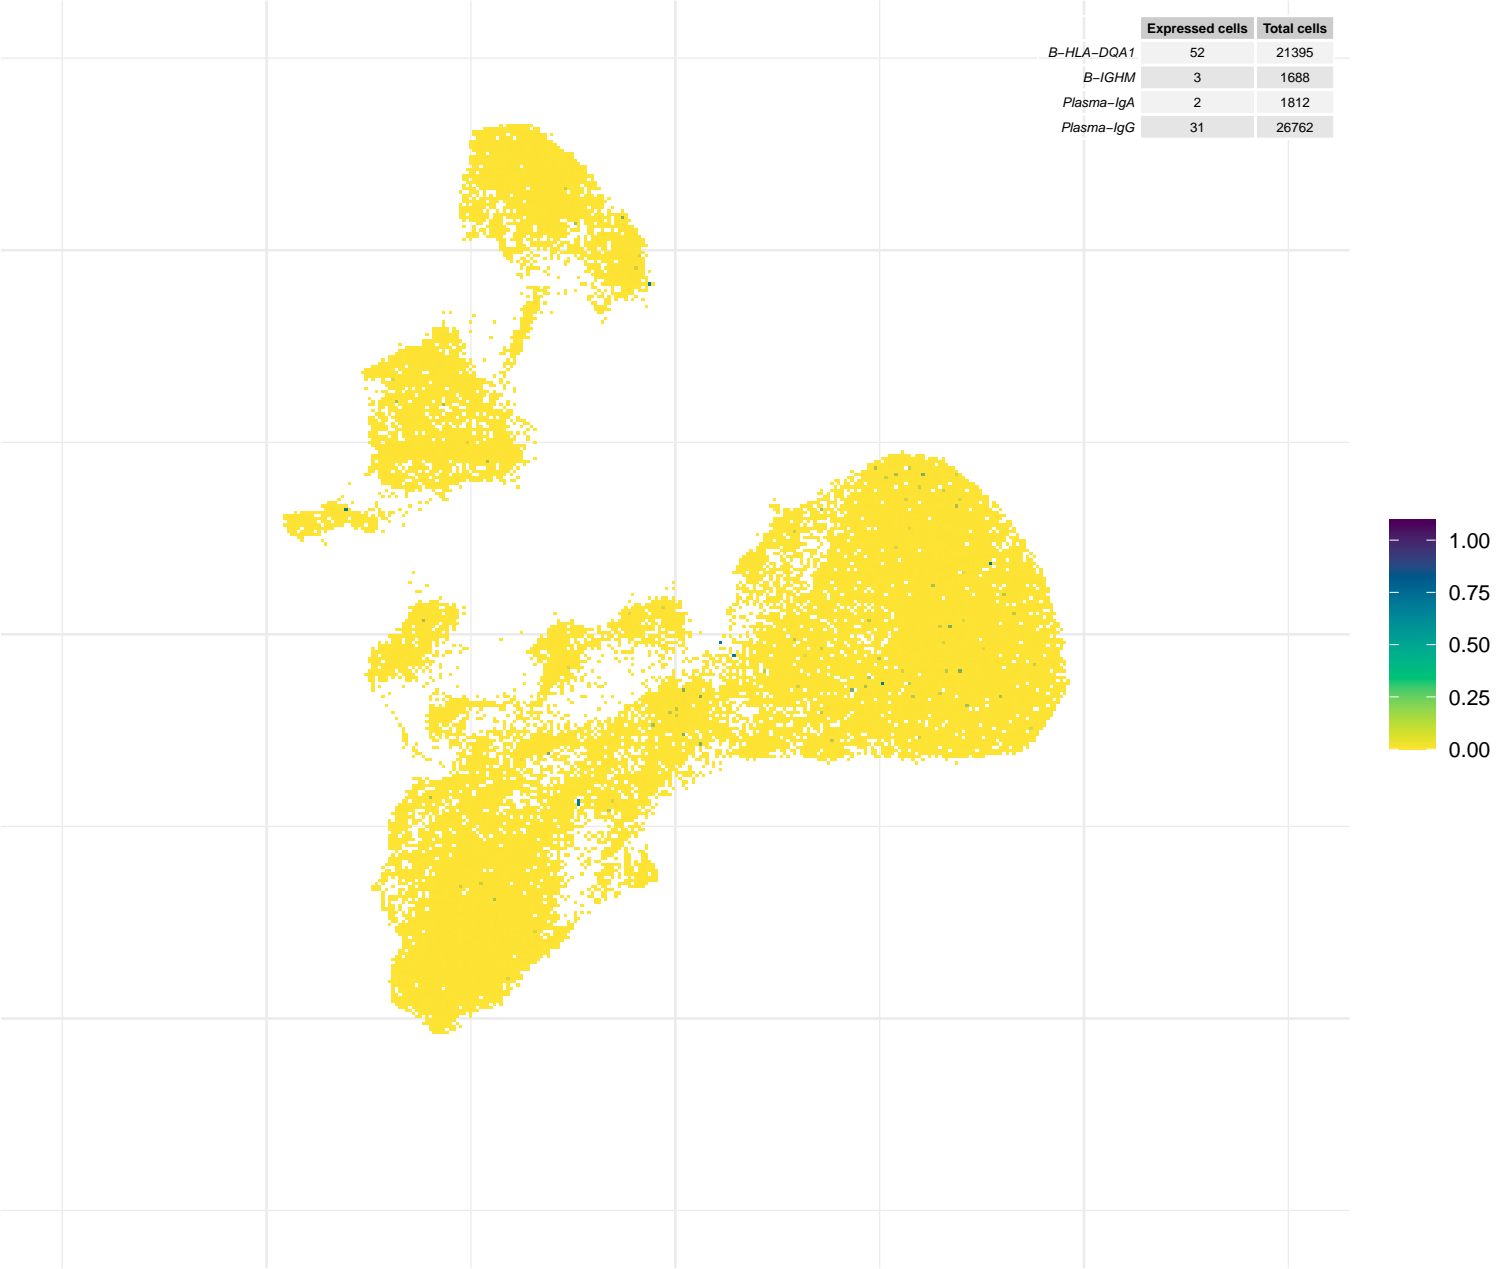 Expressed cells Total cells
B−HLA−DQA1 52 21395
B−IGHM 3 1688
Plasma−IgA 2 1812
Plasma−IgG 31 26762
1.00
0.75
0.50
0.25
0.00